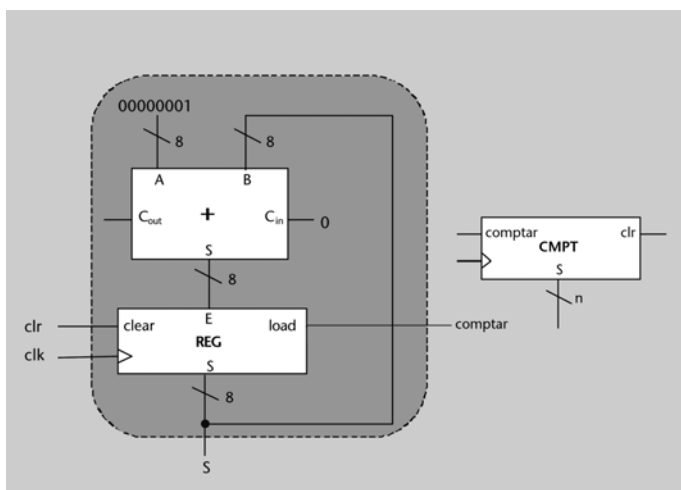 00000001
8
8
A
B
Cout
+
Cin
0
S
8
comptar
clr
CMPT
S
n
clr
clear
E
load
comptar
REG
clk
S
8
S